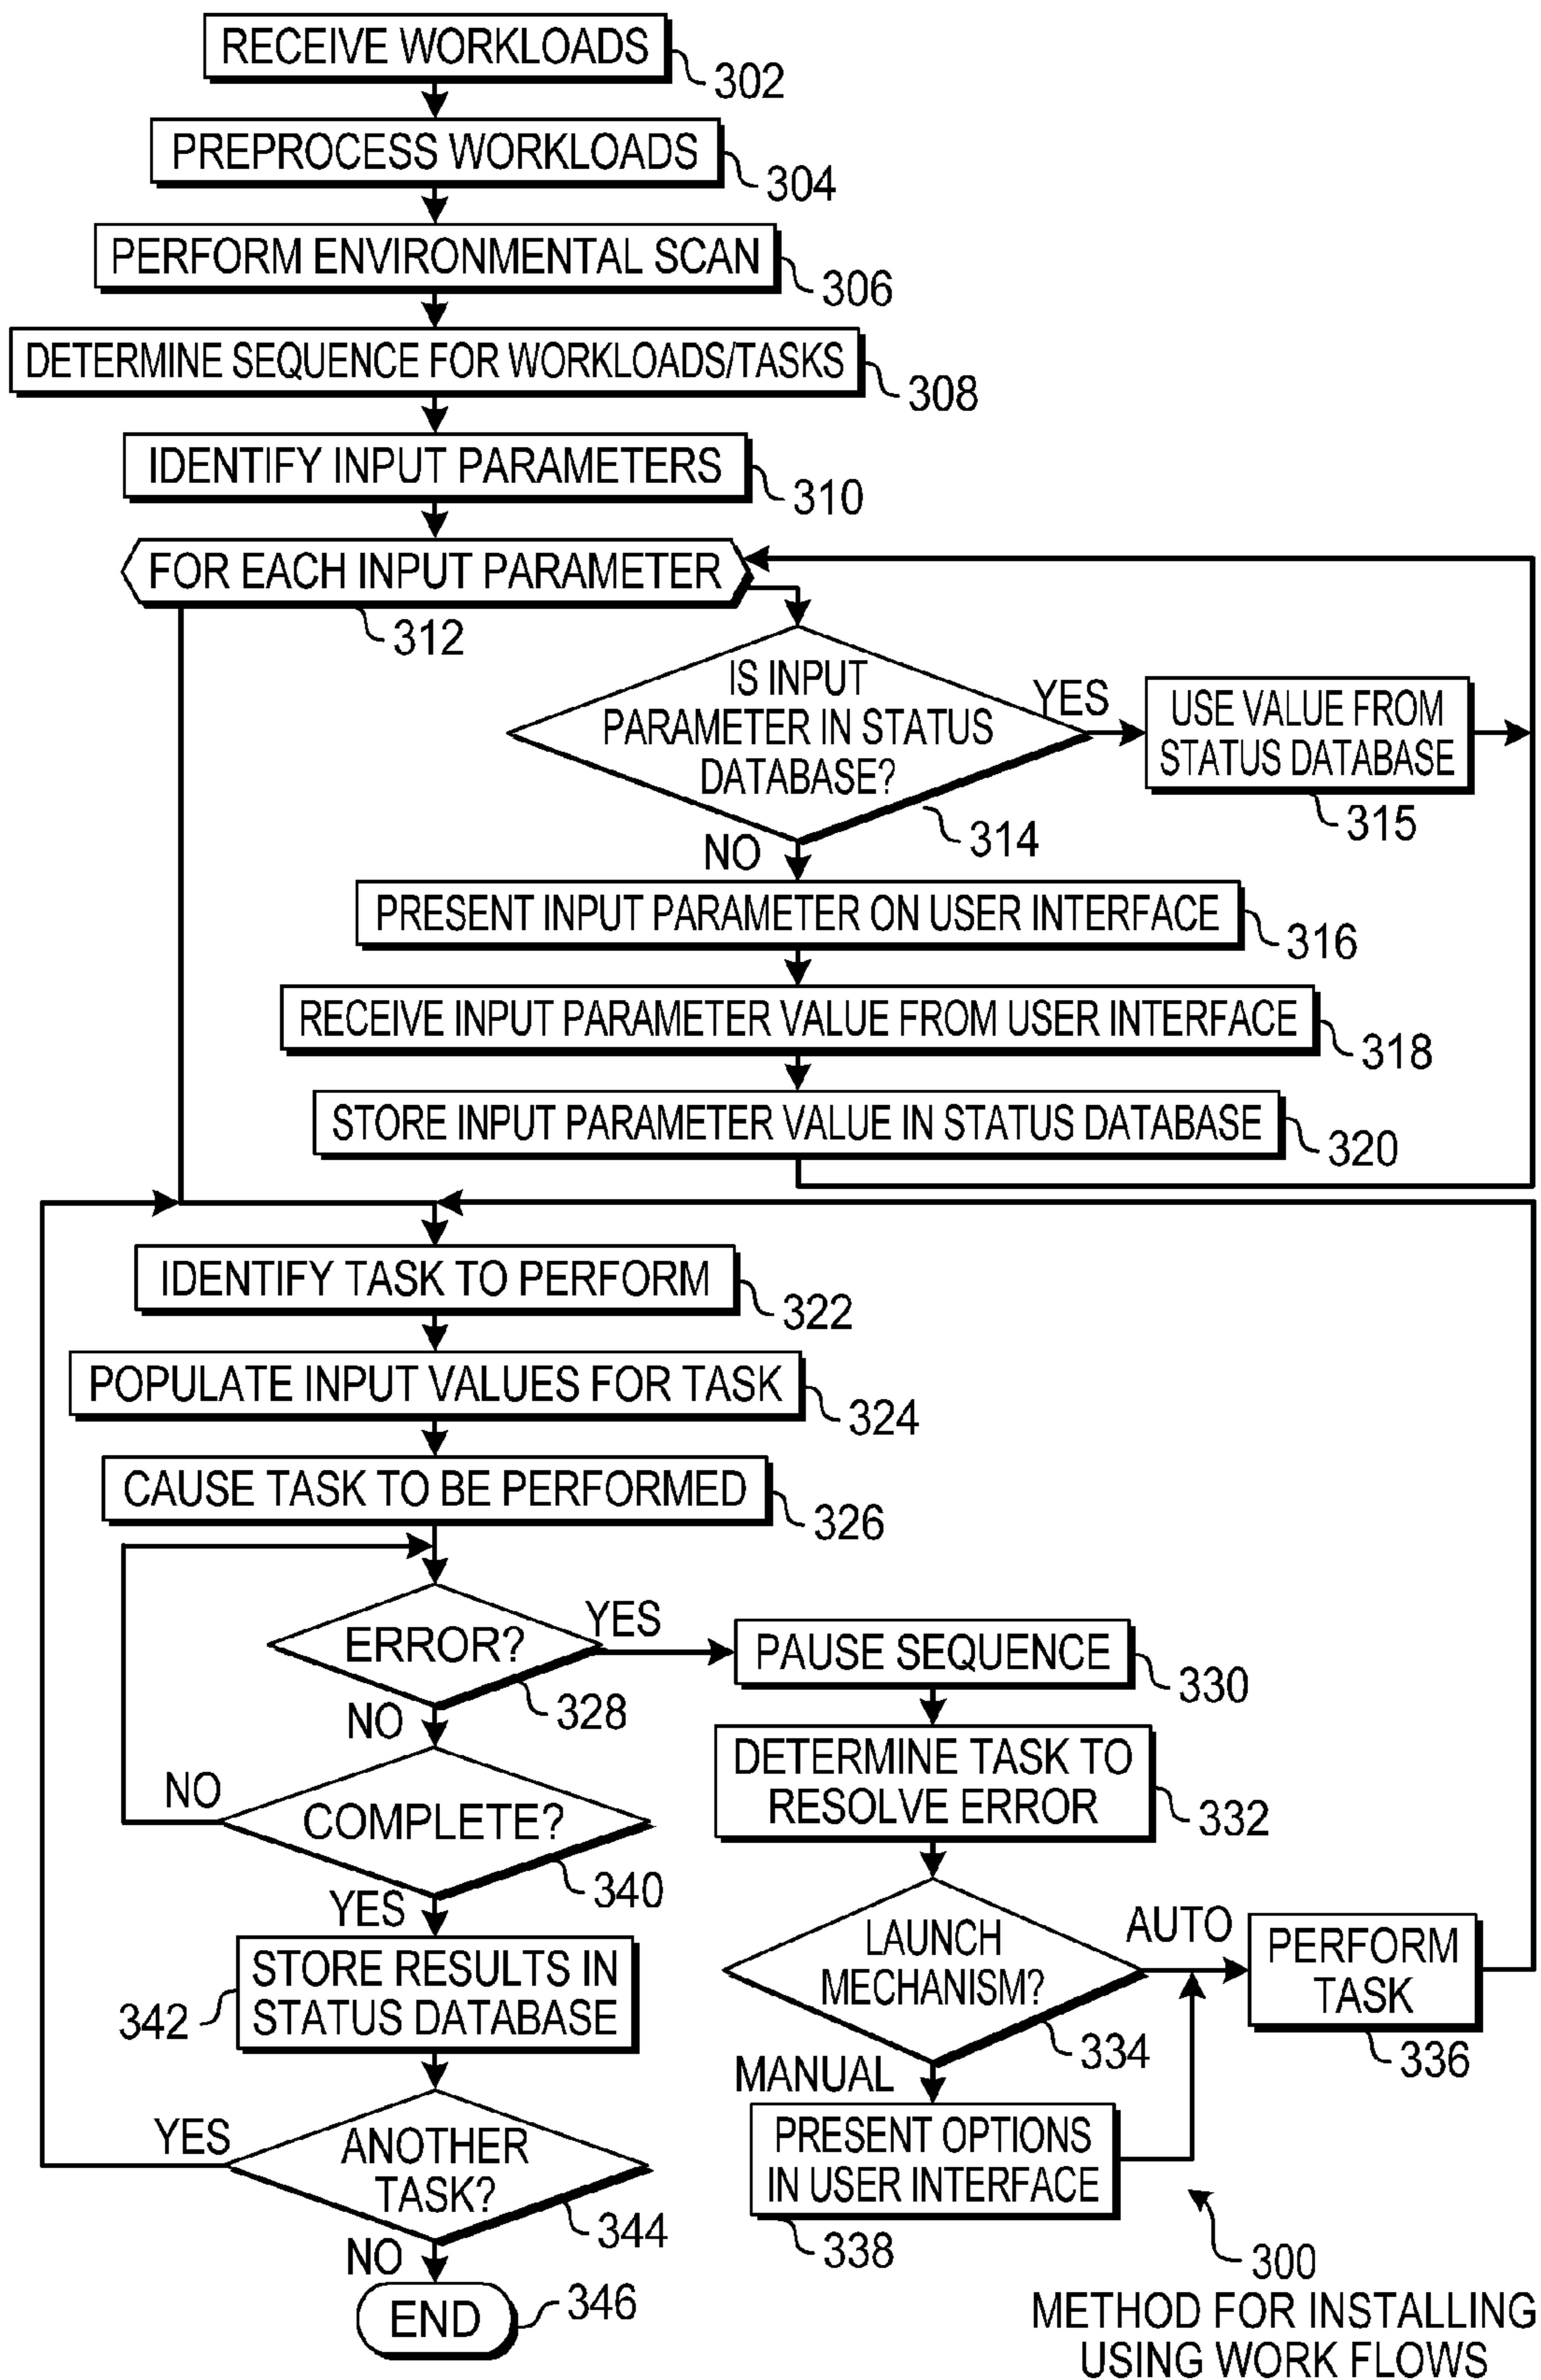 RECEIVE WORKLOADS
302
PREPROCESS WORKLOADS
304
PERFORM ENVIRONMENTAL SCAN
306
DETERMINE SEQUENCE FOR WORKLOADS/TASKS
308
IDENTIFY INPUT PARAMETERS
310
FOR EACH INPUT PARAMETER
312
IS INPUT
PARAMETER IN STATUS
DATABASE?
314
YES
USE VALUE FROM
STATUS DATABASE
315
NO
PRESENT INPUT PARAMETER ON USER INTERFACE
316
RECEIVE INPUT PARAMETER VALUE FROM USER INTERFACE
318
STORE INPUT PARAMETER VALUE IN STATUS DATABASE
320
IDENTIFY TASK TO PERFORM
322
POPULATE INPUT VALUES FOR TASK
324
CAUSE TASK TO BE PERFORMED
326
ERROR?
328
YES
PAUSE SEQUENCE
330
NO
DETERMINE TASK TO
RESOLVE ERROR
332
COMPLETE?
340
NO
YES
LAUNCH
MECHANISM?
334
AUTO
PERFORM
TASK
336
STORE RESULTS IN
STATUS DATABASE
342
MANUAL
PRESENT OPTIONS
IN USER INTERFACE
338
YES
ANOTHER
TASK?
344
NO
END
346
300
METHOD FOR INSTALLING
USING WORK FLOWS